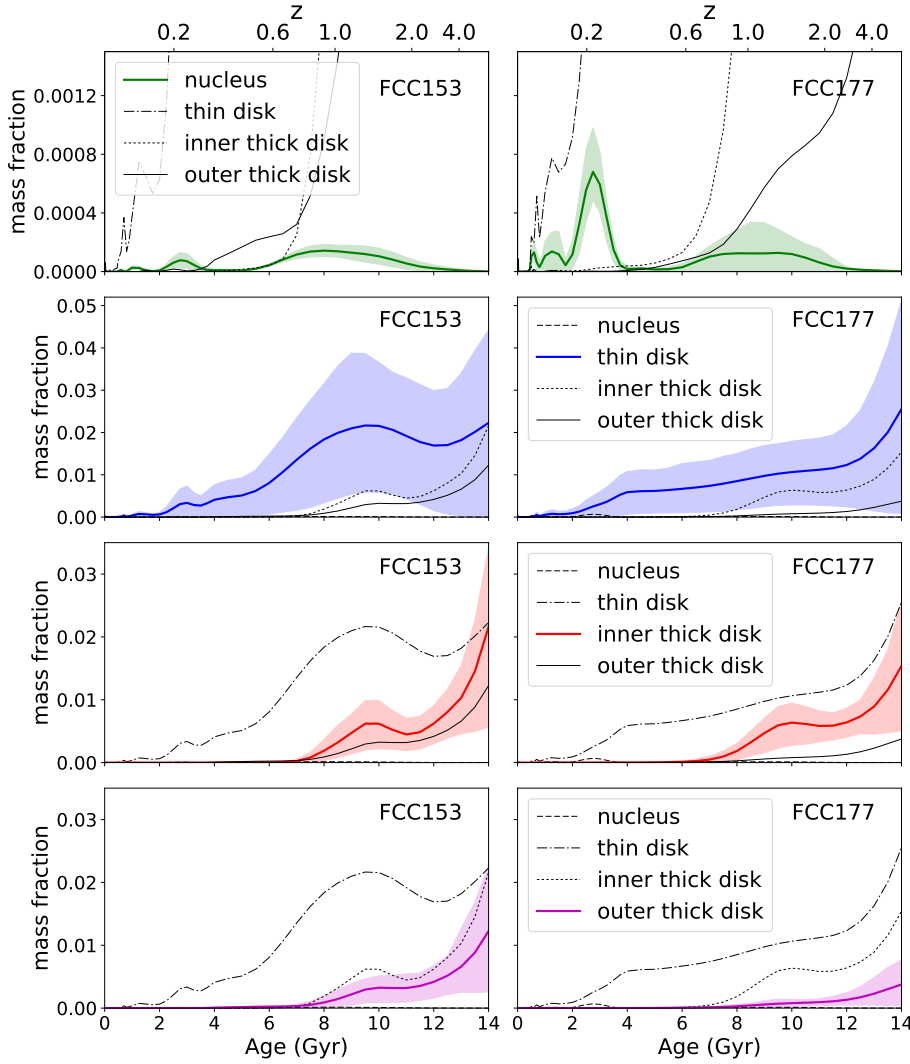 z
z
0.2 0.6 1.0 2.0 4.0
0.2 0.6 1.0 2.0 4.0
mass fraction
0.0012
0.0008
0.0004
0.0000
nucleus
thin disk
inner thick disk
outer thick disk
FCC153
FCC177
mass fraction
0.05
0.04
0.03
0.02
0.01
0.00
FCC153
nucleus
thin disk
inner thick disk
outer thick disk
FCC177
mass fraction
0.03
0.02
0.01
0.00
FCC153
nucleus
thin disk
inner thick disk
outer thick disk
FCC177
mass fraction
0.03
0.02
0.01
0.00
FCC153
nucleus
thin disk
inner thick disk
outer thick disk
FCC177
0 2 4 6 8 10 12 14
0 2 4 6 8 10 12 14
Age (Gyr)
Age (Gyr)